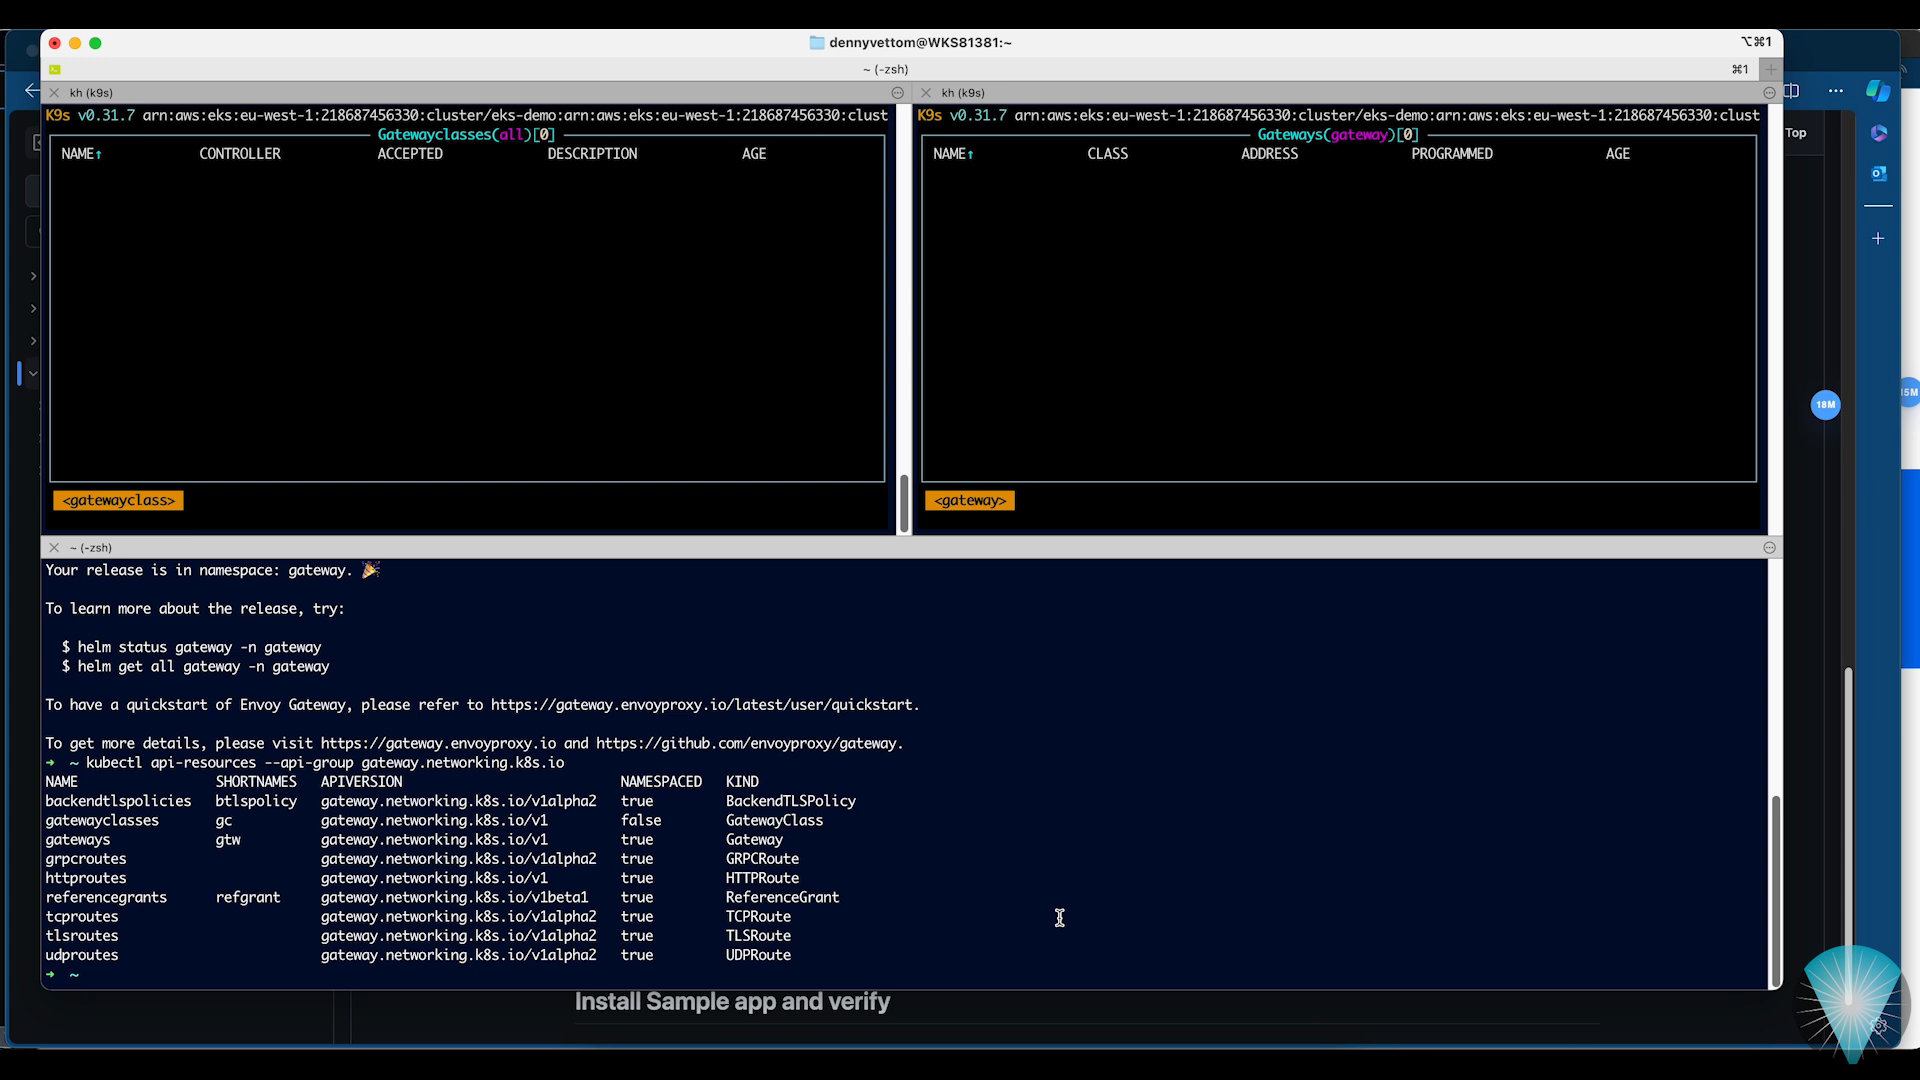 dennyvettom@WKS81381:~
⌥⌘1
~ (-zsh)
⌘1
kh (k9s)
kh (k9s)
K9s v0.31.7 arn:aws:eks:eu-west-1:218687456330:cluster/eks-demo:arn:aws:eks:eu-west-1:218687456330:clust
K9s v0.31.7 arn:aws:eks:eu-west-1:218687456330:cluster/eks-demo:arn:aws:eks:eu-west-1:218687456330:clust
Gatewayclasses(all)[0]
Gateways(gateway)[0]
NAME↑ CONTROLLER ACCEPTED DESCRIPTION AGE
NAME↑ CLASS ADDRESS PROGRAMMED AGE
Top
18M
15M
<gatewayclass>
<gateway>
~ (-zsh)
Your release is in namespace: gateway. 🎉
To learn more about the release, try:
$ helm status gateway -n gateway
$ helm get all gateway -n gateway
To have a quickstart of Envoy Gateway, please refer to https://gateway.envoyproxy.io/latest/user/quickstart.
To get more details, please visit https://gateway.envoyproxy.io and https://github.com/envoyproxy/gateway.
➜ ~ kubectl api-resources --api-group gateway.networking.k8s.io
NAME SHORTNAMES APIVERSION NAMESPACED KIND
backendtlspolicies btlspolicy gateway.networking.k8s.io/v1alpha2 true BackendTLSPolicy
gatewayclasses gc gateway.networking.k8s.io/v1 false GatewayClass
gateways gtw gateway.networking.k8s.io/v1 true Gateway
grpcroutes gateway.networking.k8s.io/v1alpha2 true GRPCRoute
httproutes gateway.networking.k8s.io/v1 true HTTPRoute
referencegrants refgrant gateway.networking.k8s.io/v1beta1 true ReferenceGrant
tcproutes gateway.networking.k8s.io/v1alpha2 true TCPRoute
tlsroutes gateway.networking.k8s.io/v1alpha2 true TLSRoute
udproutes gateway.networking.k8s.io/v1alpha2 true UDPRoute
➜ ~
Install Sample app and verify